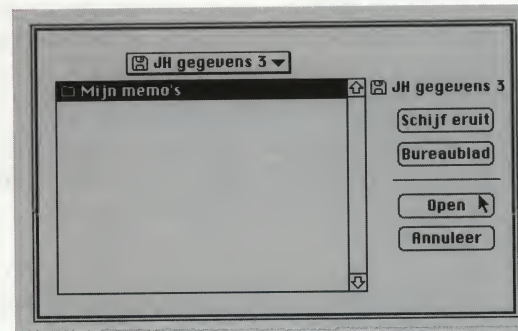 JH gegevens 3
Mijn memo's
JH gegevens 3
Schijf eruit
Bureaublad
Open
Annuleer